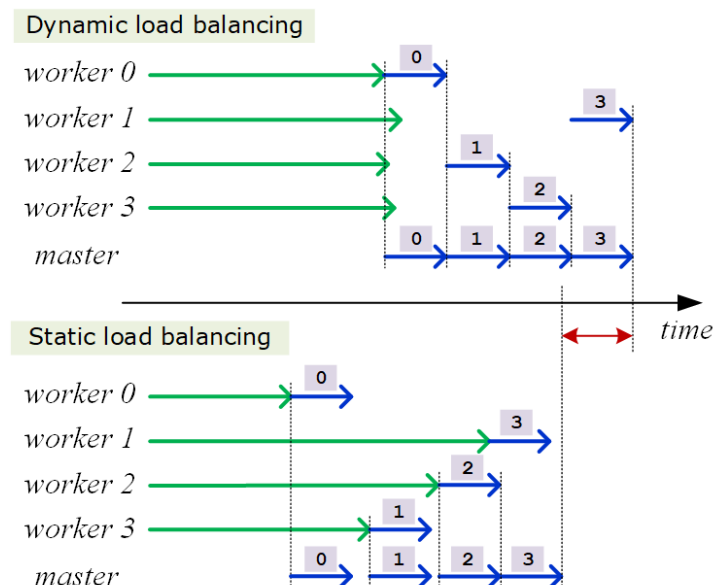 Dynamic load balancing
worker 0 0
worker 1 3
worker 2 1
worker 3 2
master 0 1 2 3
time
Static load balancing
worker 0 0
worker 1 3
worker 2 2
worker 3 1
master 0 1 2 3